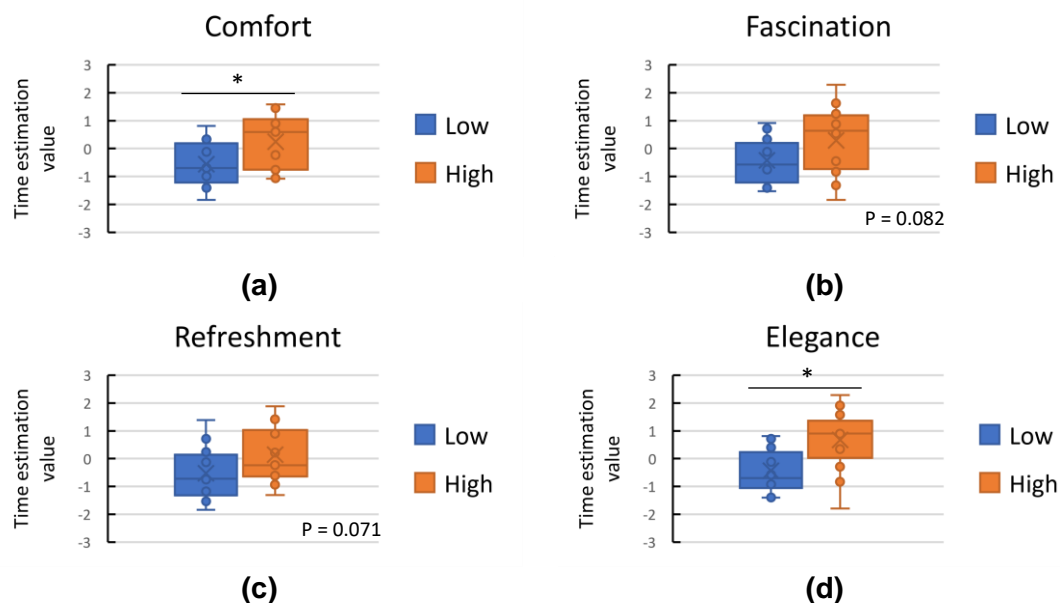 Comfort
Time estimation
value
3
2
1
0
-1
-2
-3
*
Low
High
(a)
Fascination
Time estimation
value
3
2
1
0
-1
-2
-3
P = 0.082
Low
High
(b)
Refreshment
Time estimation
value
3
2
1
0
-1
-2
-3
P = 0.071
Low
High
(c)
Elegance
Time estimation
value
3
2
1
0
-1
-2
-3
*
Low
High
(d)